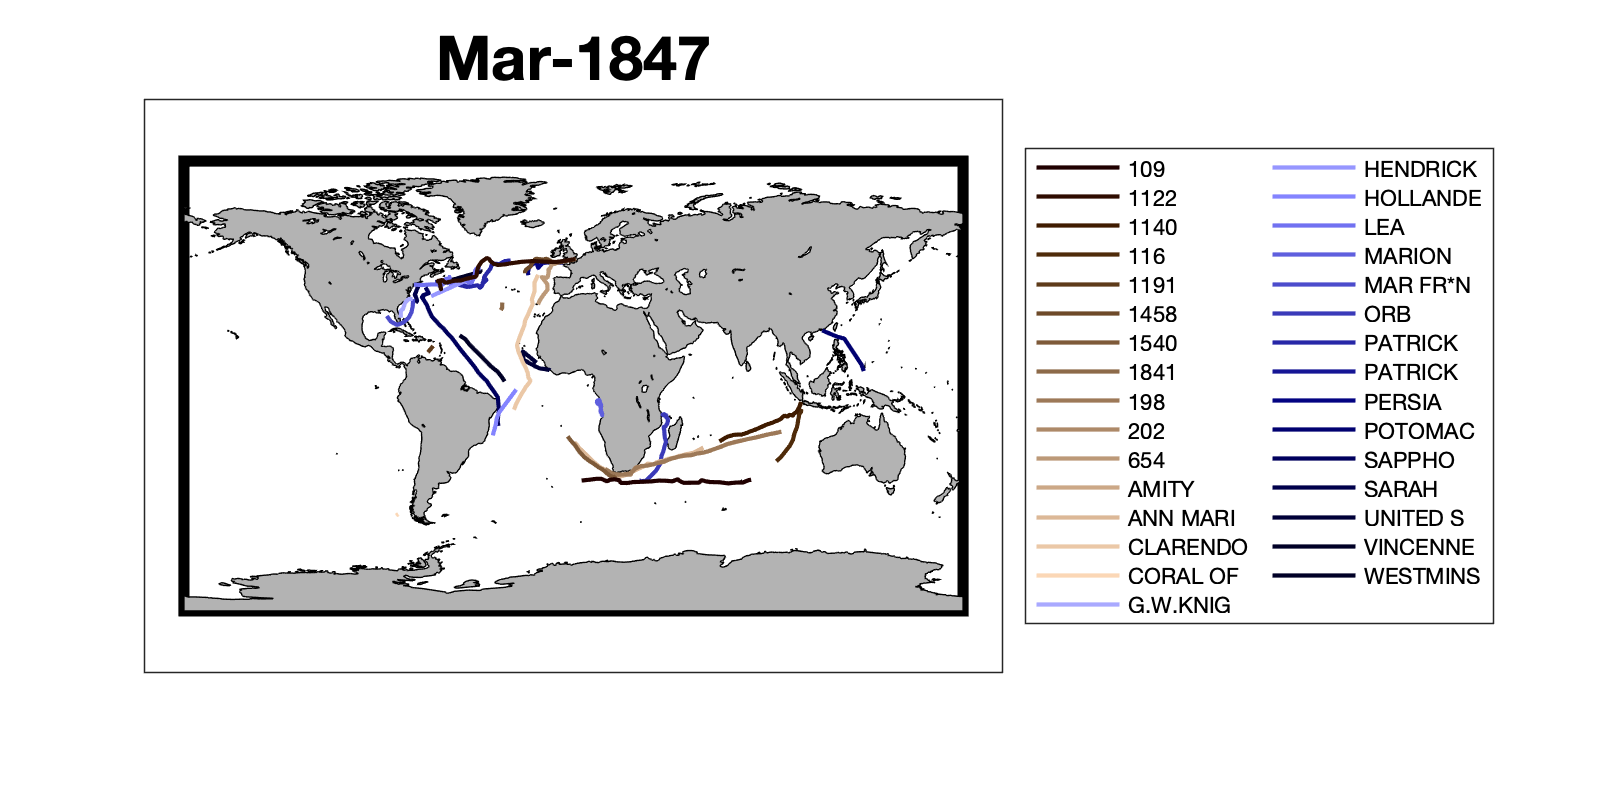 Mar-1847
109
1122
1140
116
1191
1458
1540
1841
198
202
654
AMITY
ANN MARI
CLARENDO
CORAL OF
G.W.KNIG
HENDRICK
HOLLANDE
LEA
MARION
MAR FR*N
ORB
PATRICK
PATRICK
PERSIA
POTOMAC
SAPPHO
SARAH
UNITED S
VINCENNE
WESTMINS